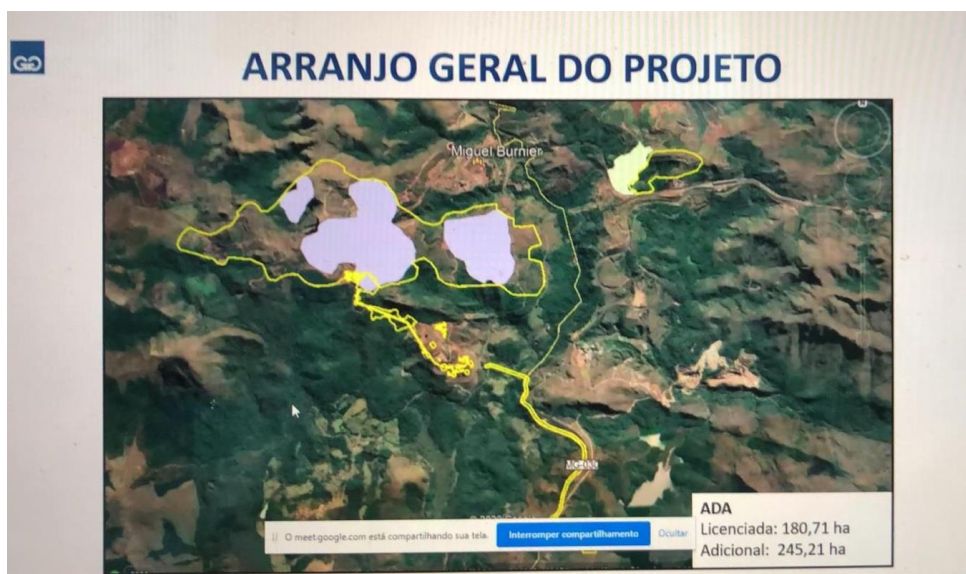 ARRANJO GERAL DO PROJETO
Miguel Burnier
MG-030
O meet.google.com está compartilhando sua tela.
Interromper compartilhamento
Ocultar
ADA
Licenciada: 180,71 ha
Adicional: 245,21 ha